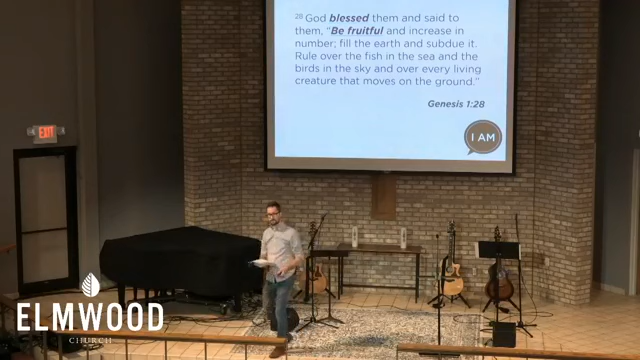 28 God blessed them and said to
them, "Be fruitful and increase in
number; fill the earth and subdue it.
Rule over the fish in the sea and the
birds in the sky and over every living
creature that moves on the ground."
Genesis 1:28
I AM
EXIT
ELMWOOD
CHURCH